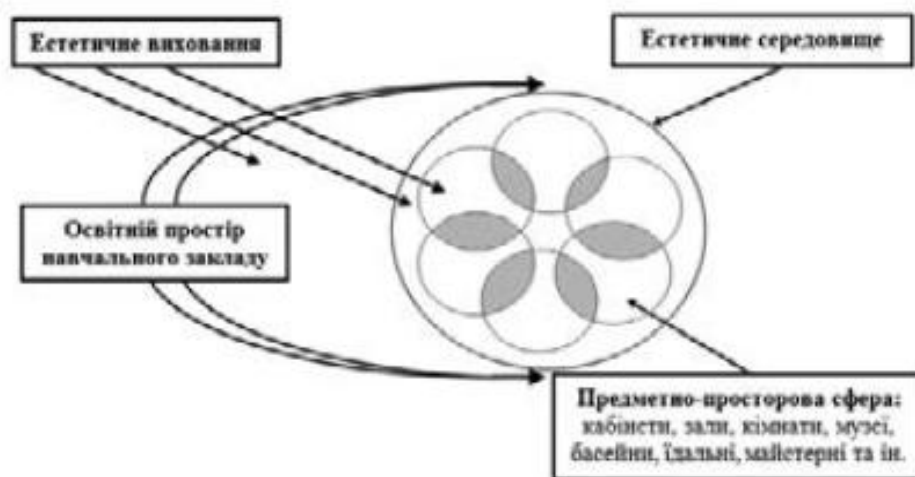 Естетичне виховання
Естетичне середовище
Освітній простір
навчального закладу
Предметно-просторова сфера:
кабінети, зали, кімнати, музеї,
басейни, їдальні, майстерні та ін.